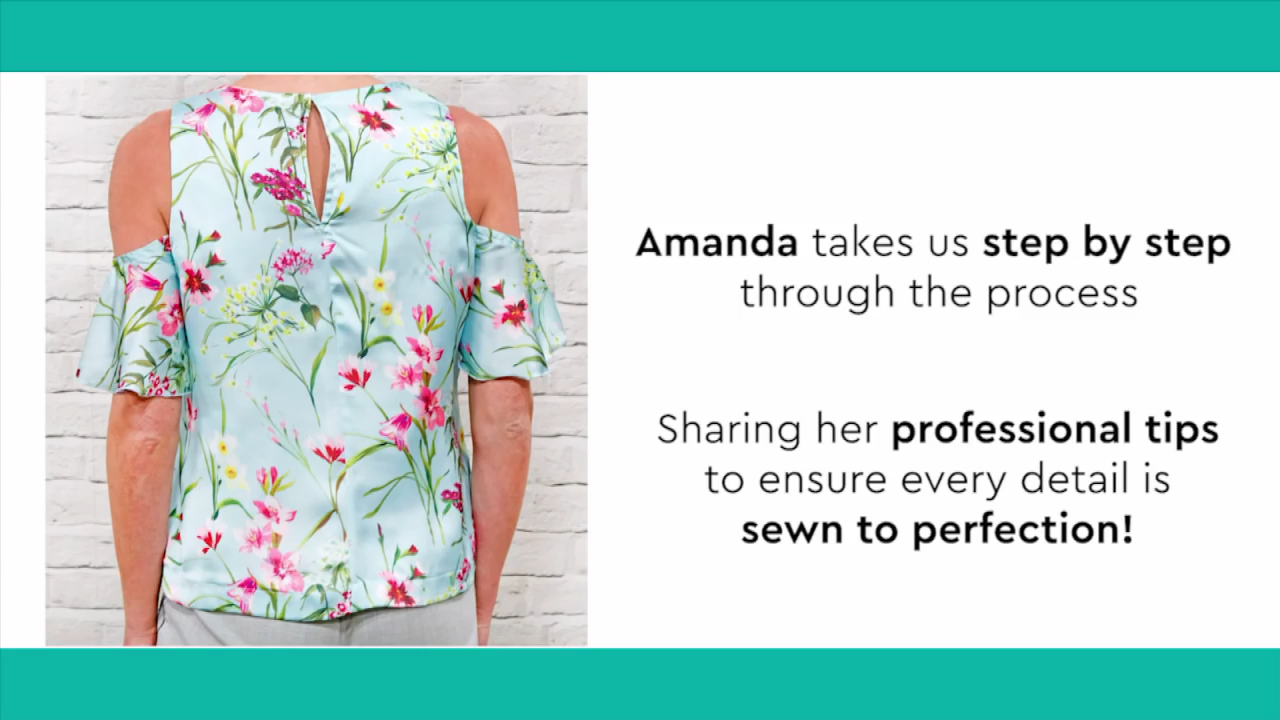 Amanda takes us step by step
through the process
Sharing her professional tips
to ensure every detail is
sewn to perfection!